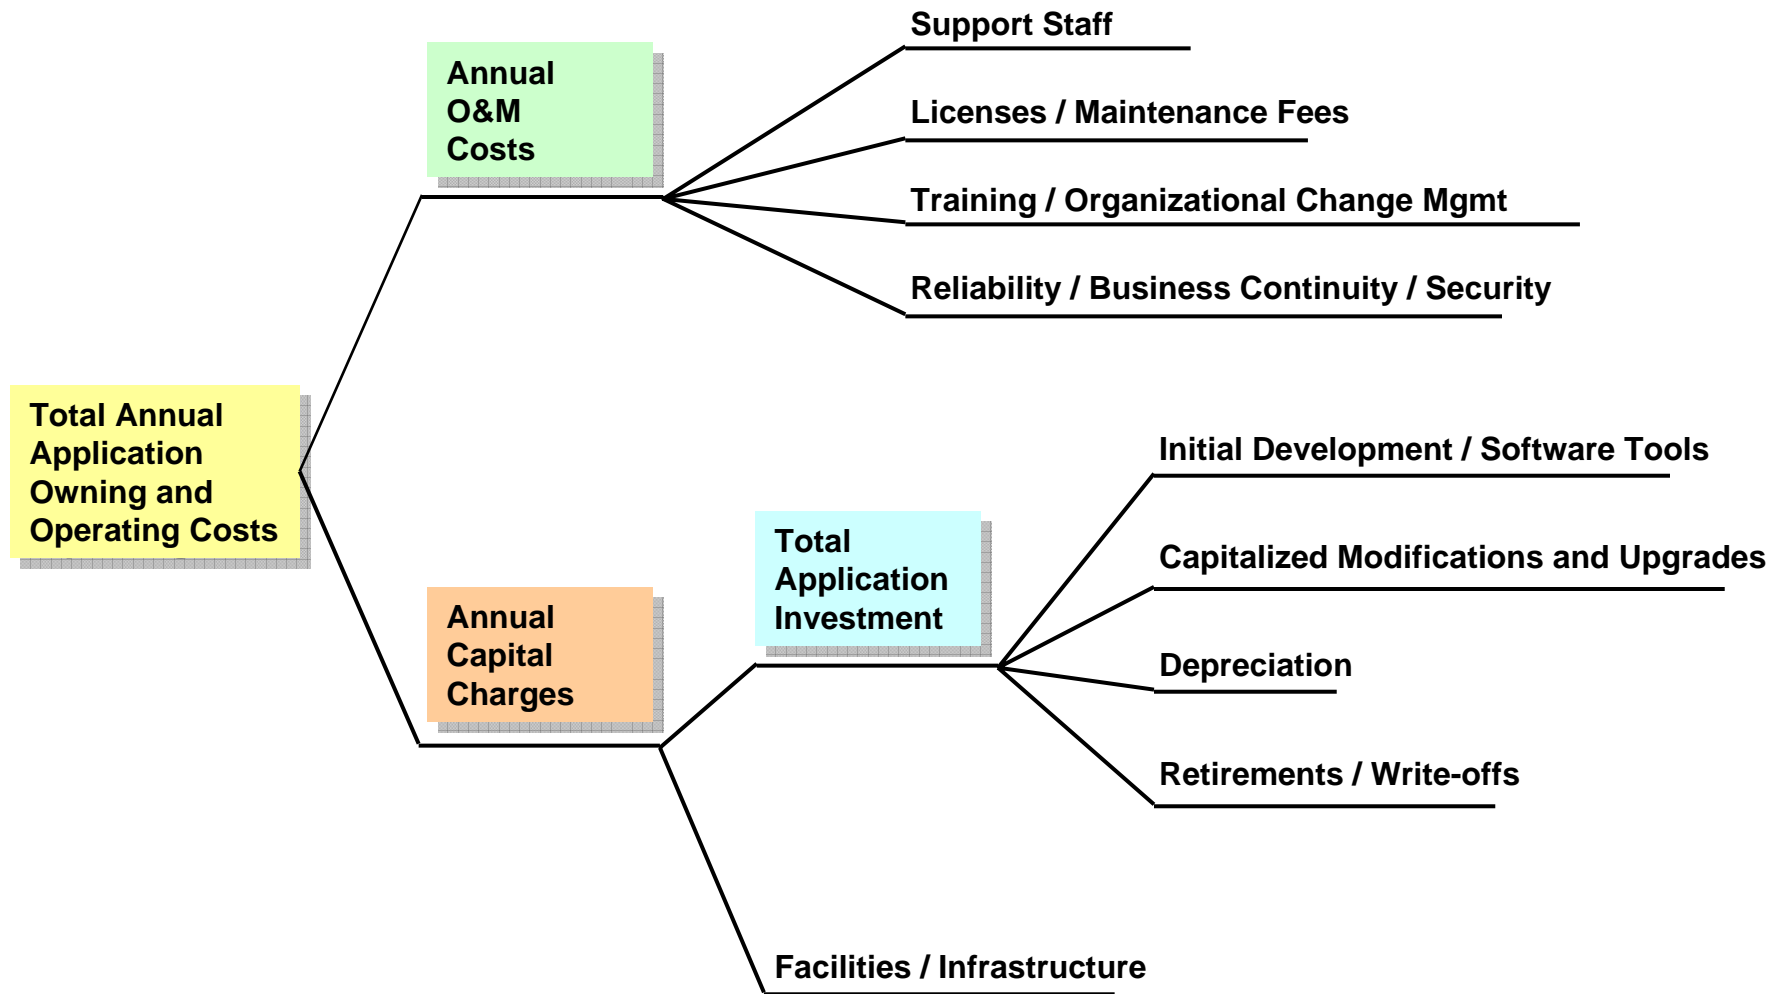 Support Staff
Annual
O&M
Costs
Licenses / Maintenance Fees
Training / Organizational Change Mgmt
Reliability / Business Continuity / Security
Total Annual
Application
Owning and
Operating Costs
Initial Development / Software Tools
Total
Application
Investment
Capitalized Modifications and Upgrades
Annual
Capital
Charges
Depreciation
Retirements / Write-offs
Facilities / Infrastructure